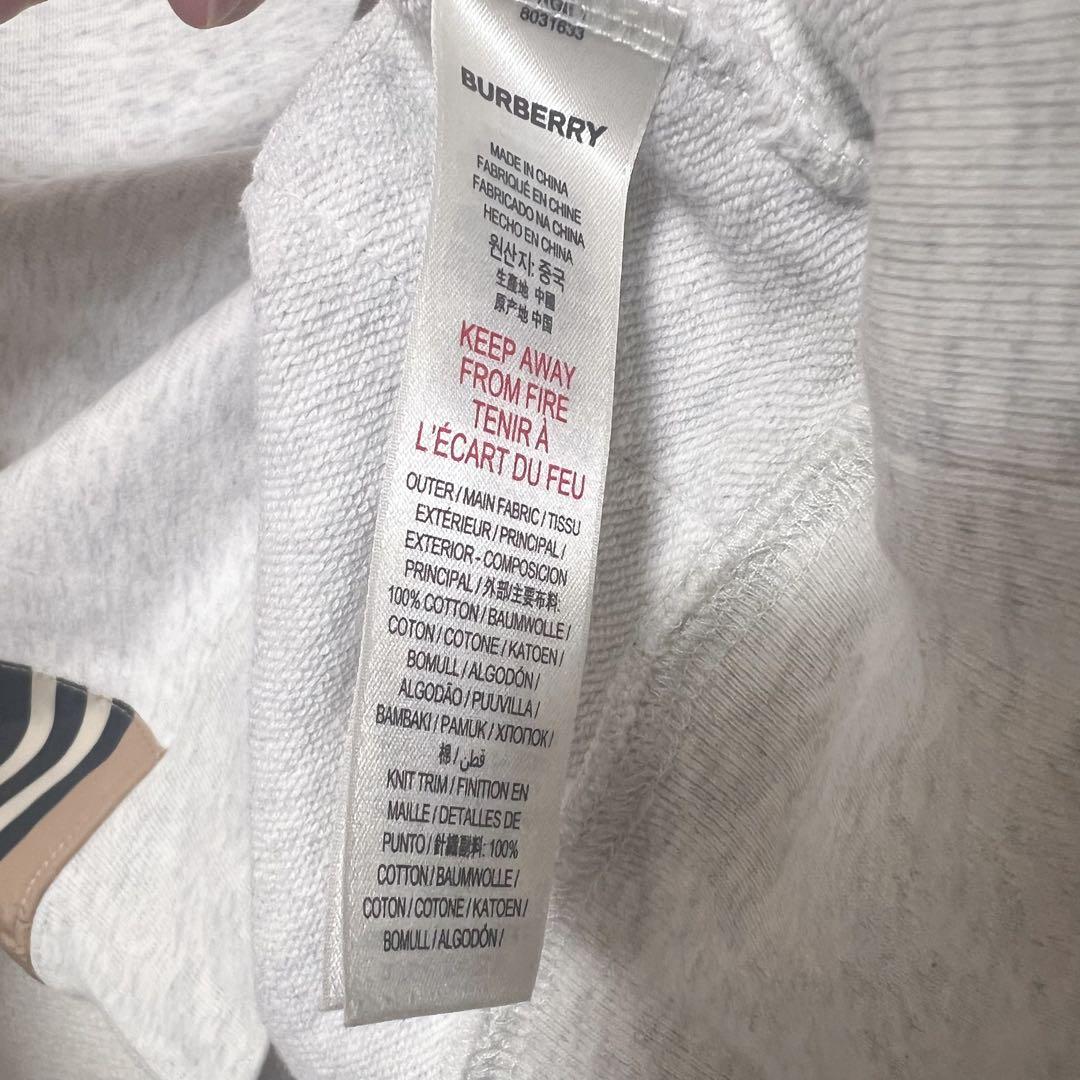 8031633
BURBERRY
MADE IN CHINA
FABRIQUÉ EN CHINE
FABRICADO NA CHINA
HECHO EN CHINA
원산지: 중국
生產地 中國
原产地 中国
KEEP AWAY
FROM FIRE
TENIR À
L'ÉCART DU FEU
OUTER / MAIN FABRIC / TISSU
EXTÉRIEUR / PRINCIPAL /
EXTERIOR - COMPOSICION
PRINCIPAL / 外部/主要布料:
100% COTTON / BAUMWOLLE /
COTON / COTONE / KATOEN /
BOMULL / ALGODÓN /
ALGODÃO / PUUVILLA /
BAMBAKI / PAMUK / ХЛОПОК /
棉 / قطن
KNIT TRIM / FINITION EN
MAILLE / DETALLES DE
PUNTO / 針織副料: 100%
COTTON / BAUMWOLLE /
COTON / COTONE / KATOEN /
BOMULL / ALGODÓN /